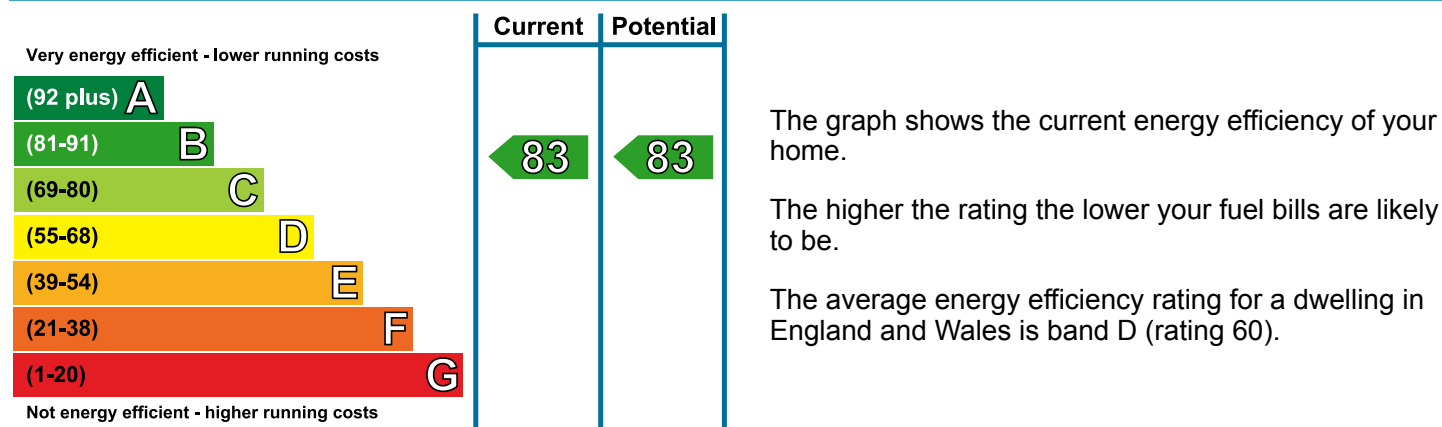 Current Potential
Very energy efficient - lower running costs
(92 plus) A
(81-91) B
(69-80) C
(55-68) D
(39-54) E
(21-38) F
(1-20) G
Not energy efficient - higher running costs
83 83
The graph shows the current energy efficiency of your
home.
The higher the rating the lower your fuel bills are likely
to be.
The average energy efficiency rating for a dwelling in
England and Wales is band D (rating 60).